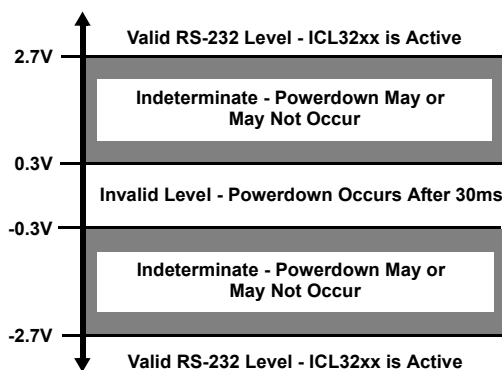 Valid RS-232 Level - ICL32xx is Active
2.7V
Indeterminate - Powerdown May or
May Not Occur
0.3V
Invalid Level - Powerdown Occurs After 30ms
-0.3V
Indeterminate - Powerdown May or
May Not Occur
-2.7V
Valid RS-232 Level - ICL32xx is Active